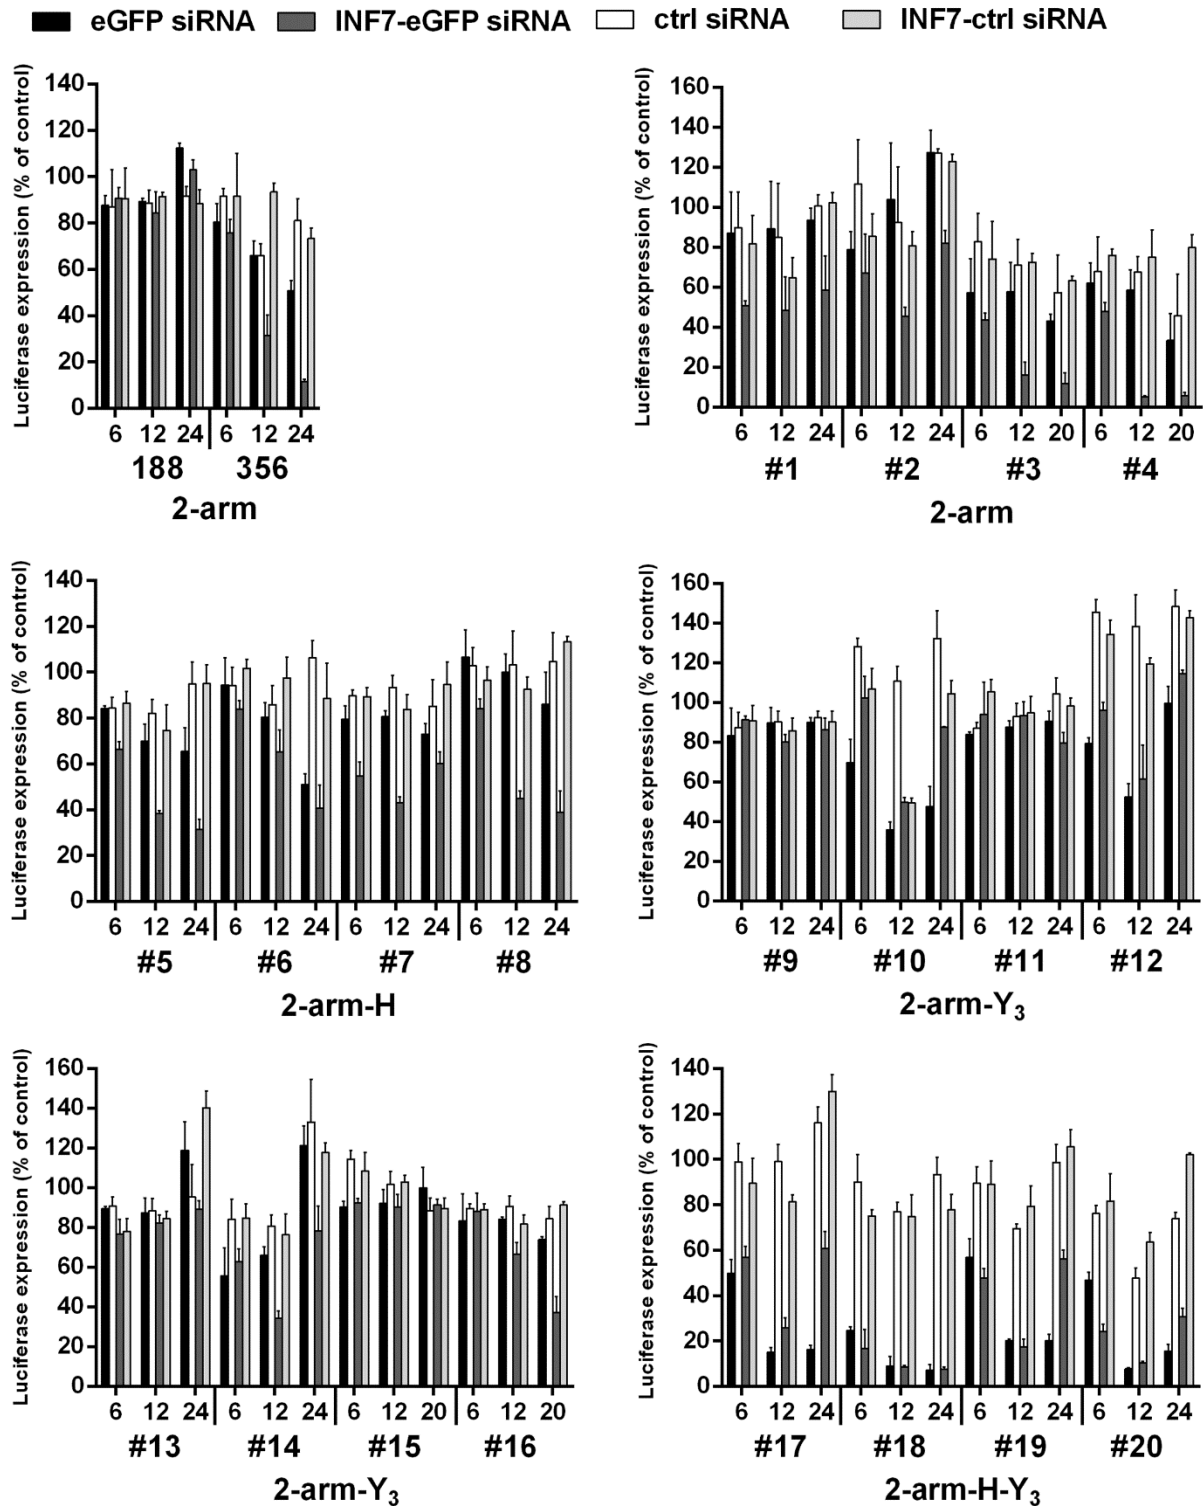 eGFP siRNA INF7-eGFP siRNA ctrl siRNA INF7-ctrl siRNA
Luciferase expression (% of control)
140
120
100
80
60
40
20
0
6 12 24 6 12 24
188 356
2-arm
Luciferase expression (% of control)
160
140
120
100
80
60
40
20
0
6 12 24 6 12 24 6 12 20 6 12 20
#1 #2 #3 #4
2-arm
Luciferase expression (% of control)
140
120
100
80
60
40
20
0
6 12 24 6 12 24 6 12 24 6 12 24
#5 #6 #7 #8
2-arm-H
Luciferase expression (% of control)
160
140
120
100
80
60
40
20
0
6 12 24 6 12 24 6 12 24 6 12 24
#9 #10 #11 #12
2-arm-Y3
Luciferase expression (% of control)
160
140
120
100
80
60
40
20
0
6 12 24 6 12 24 6 12 20 6 12 20
#13 #14 #15 #16
2-arm-Y3
Luciferase expression (% of control)
140
120
100
80
60
40
20
0
6 12 24 6 12 24 6 12 24 6 12 24
#17 #18 #19 #20
2-arm-H-Y3